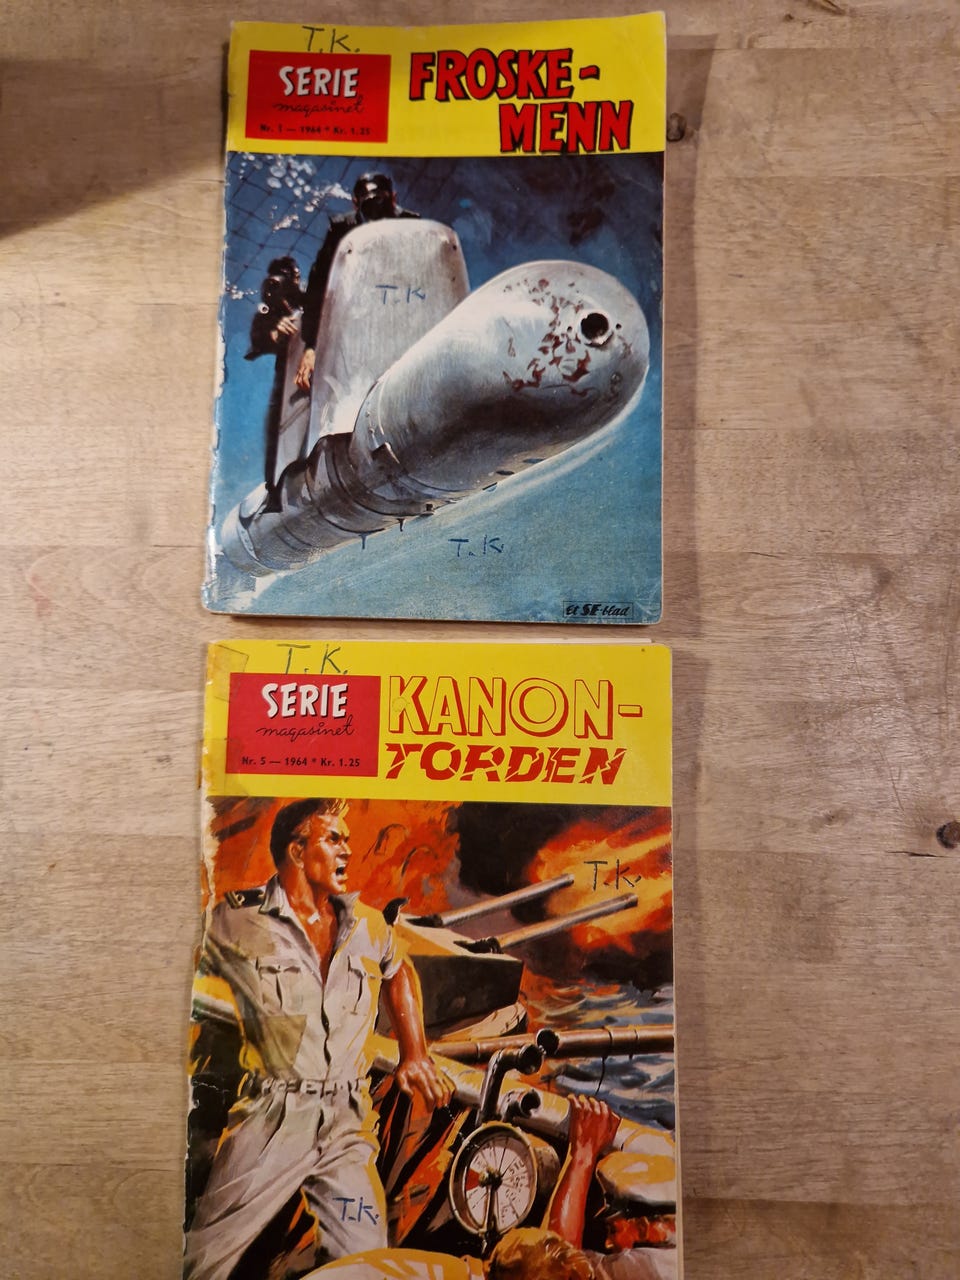 T.K.
SERIE
magasinet
Nr. 1 — 1964 * Kr. 1.25
FROSKE-
MENN
T.K
T.K.
et SE-blad
T.K.
SERIE
magasinet
Nr. 5 — 1964 * Kr. 1.25
KANON-
TORDEN
T.K.
T.K.